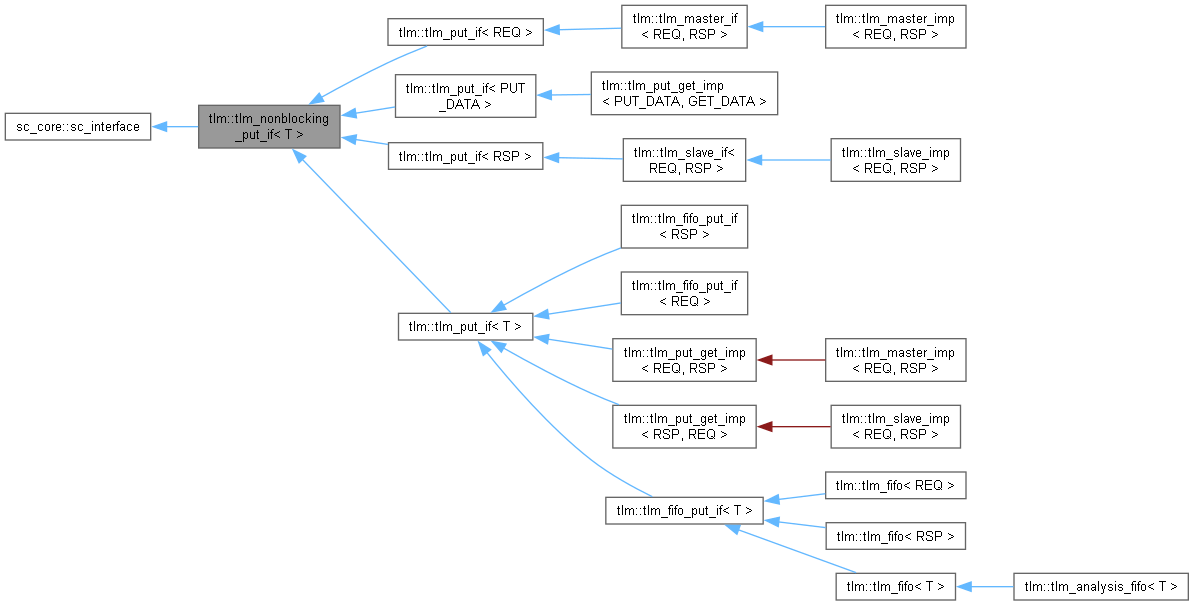 sc_core::sc_interface
tlm::tlm_nonblocking
_put_if< T >
tlm::tlm_put_if< REQ >
tlm::tlm_master_if
< REQ, RSP >
tlm::tlm_master_imp
< REQ, RSP >
tlm::tlm_put_if< PUT
_DATA >
tlm::tlm_put_get_imp
< PUT_DATA, GET_DATA >
tlm::tlm_put_if< RSP >
tlm::tlm_slave_if<
REQ, RSP >
tlm::tlm_slave_imp
< REQ, RSP >
tlm::tlm_put_if< T >
tlm::tlm_fifo_put_if
< RSP >
tlm::tlm_fifo_put_if
< REQ >
tlm::tlm_put_get_imp
< REQ, RSP >
tlm::tlm_master_imp
< REQ, RSP >
tlm::tlm_put_get_imp
< RSP, REQ >
tlm::tlm_slave_imp
< REQ, RSP >
tlm::tlm_fifo_put_if< T >
tlm::tlm_fifo< REQ >
tlm::tlm_fifo< RSP >
tlm::tlm_fifo< T >
tlm::tlm_analysis_fifo< T >